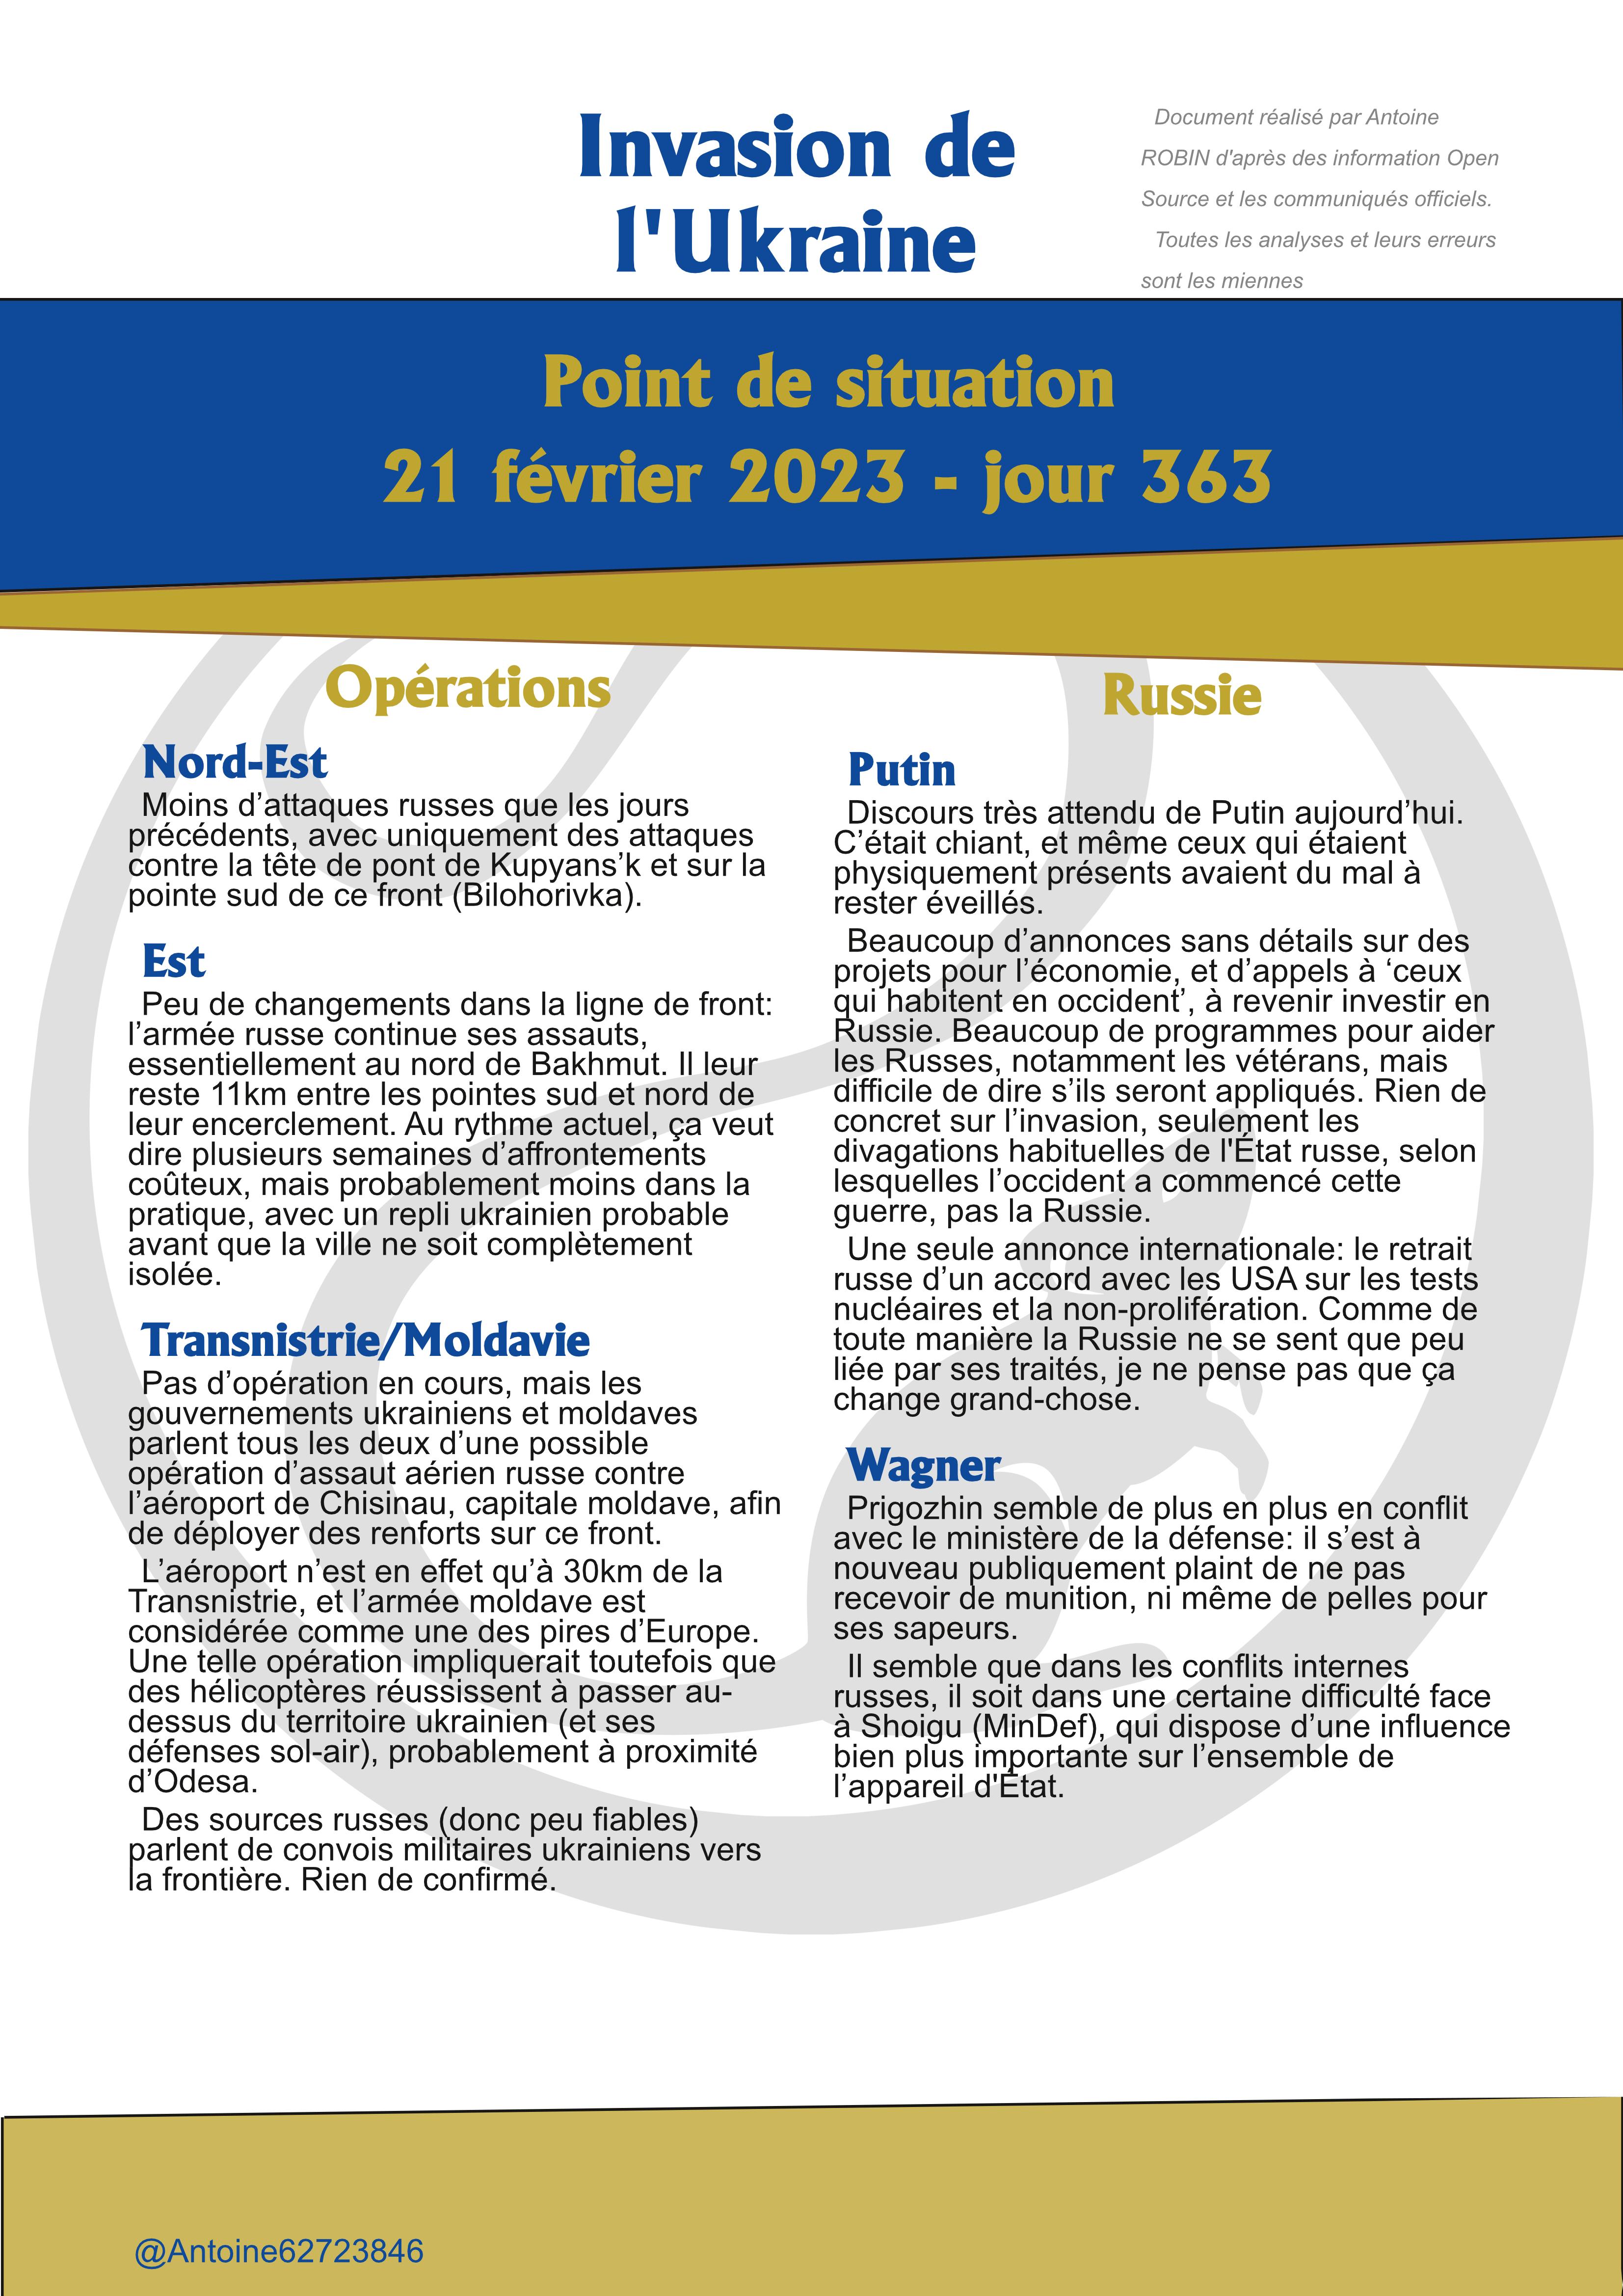 Invasion de
l'Ukraine
Document réalisé par Antoine
ROBIN d'après des information Open
Source et les communiqués officiels.
Toutes les analyses et leurs erreurs
sont les miennes
Point de situation
21 février 2023 - jour 363
Opérations
Nord-Est
Moins d’attaques russes que les jours
précédents, avec uniquement des attaques
contre la tête de pont de Kupyans’k et sur la
pointe sud de ce front (Bilohorivka).
Est
Peu de changements dans la ligne de front:
l’armée russe continue ses assauts,
essentiellement au nord de Bakhmut. Il leur
reste 11km entre les pointes sud et nord de
leur encerclement. Au rythme actuel, ça veut
dire plusieurs semaines d’affrontements
coûteux, mais probablement moins dans la
pratique, avec un repli ukrainien probable
avant que la ville ne soit complètement
isolée.
Transnistrie/Moldavie
Pas d’opération en cours, mais les
gouvernements ukrainiens et moldaves
parlent tous les deux d’une possible
opération d’assaut aérien russe contre
l’aéroport de Chisinau, capitale moldave, afin
de déployer des renforts sur ce front.
L’aéroport n’est en effet qu’à 30km de la
Transnistrie, et l’armée moldave est
considérée comme une des pires d’Europe.
Une telle opération impliquerait toutefois que
des hélicoptères réussissent à passer au-
dessus du territoire ukrainien (et ses
défenses sol-air), probablement à proximité
d’Odesa.
Des sources russes (donc peu fiables)
parlent de convois militaires ukrainiens vers
la frontière. Rien de confirmé.
Russie
Putin
Discours très attendu de Putin aujourd’hui.
C’était chiant, et même ceux qui étaient
physiquement présents avaient du mal à
rester éveillés.
Beaucoup d’annonces sans détails sur des
projets pour l’économie, et d’appels à ‘ceux
qui habitent en occident’, à revenir investir en
Russie. Beaucoup de programmes pour aider
les Russes, notamment les vétérans, mais
difficile de dire s’ils seront appliqués. Rien de
concret sur l’invasion, seulement les
divagations habituelles de l'État russe, selon
lesquelles l’occident a commencé cette
guerre, pas la Russie.
Une seule annonce internationale: le retrait
russe d’un accord avec les USA sur les tests
nucléaires et la non-prolifération. Comme de
toute manière la Russie ne se sent que peu
liée par ses traités, je ne pense pas que ça
change grand-chose.
Wagner
Prigozhin semble de plus en plus en conflit
avec le ministère de la défense: il s’est à
nouveau publiquement plaint de ne pas
recevoir de munition, ni même de pelles pour
ses sapeurs.
Il semble que dans les conflits internes
russes, il soit dans une certaine difficulté face
à Shoigu (MinDef), qui dispose d’une influence
bien plus importante sur l’ensemble de
l’appareil d'État.
@Antoine62723846